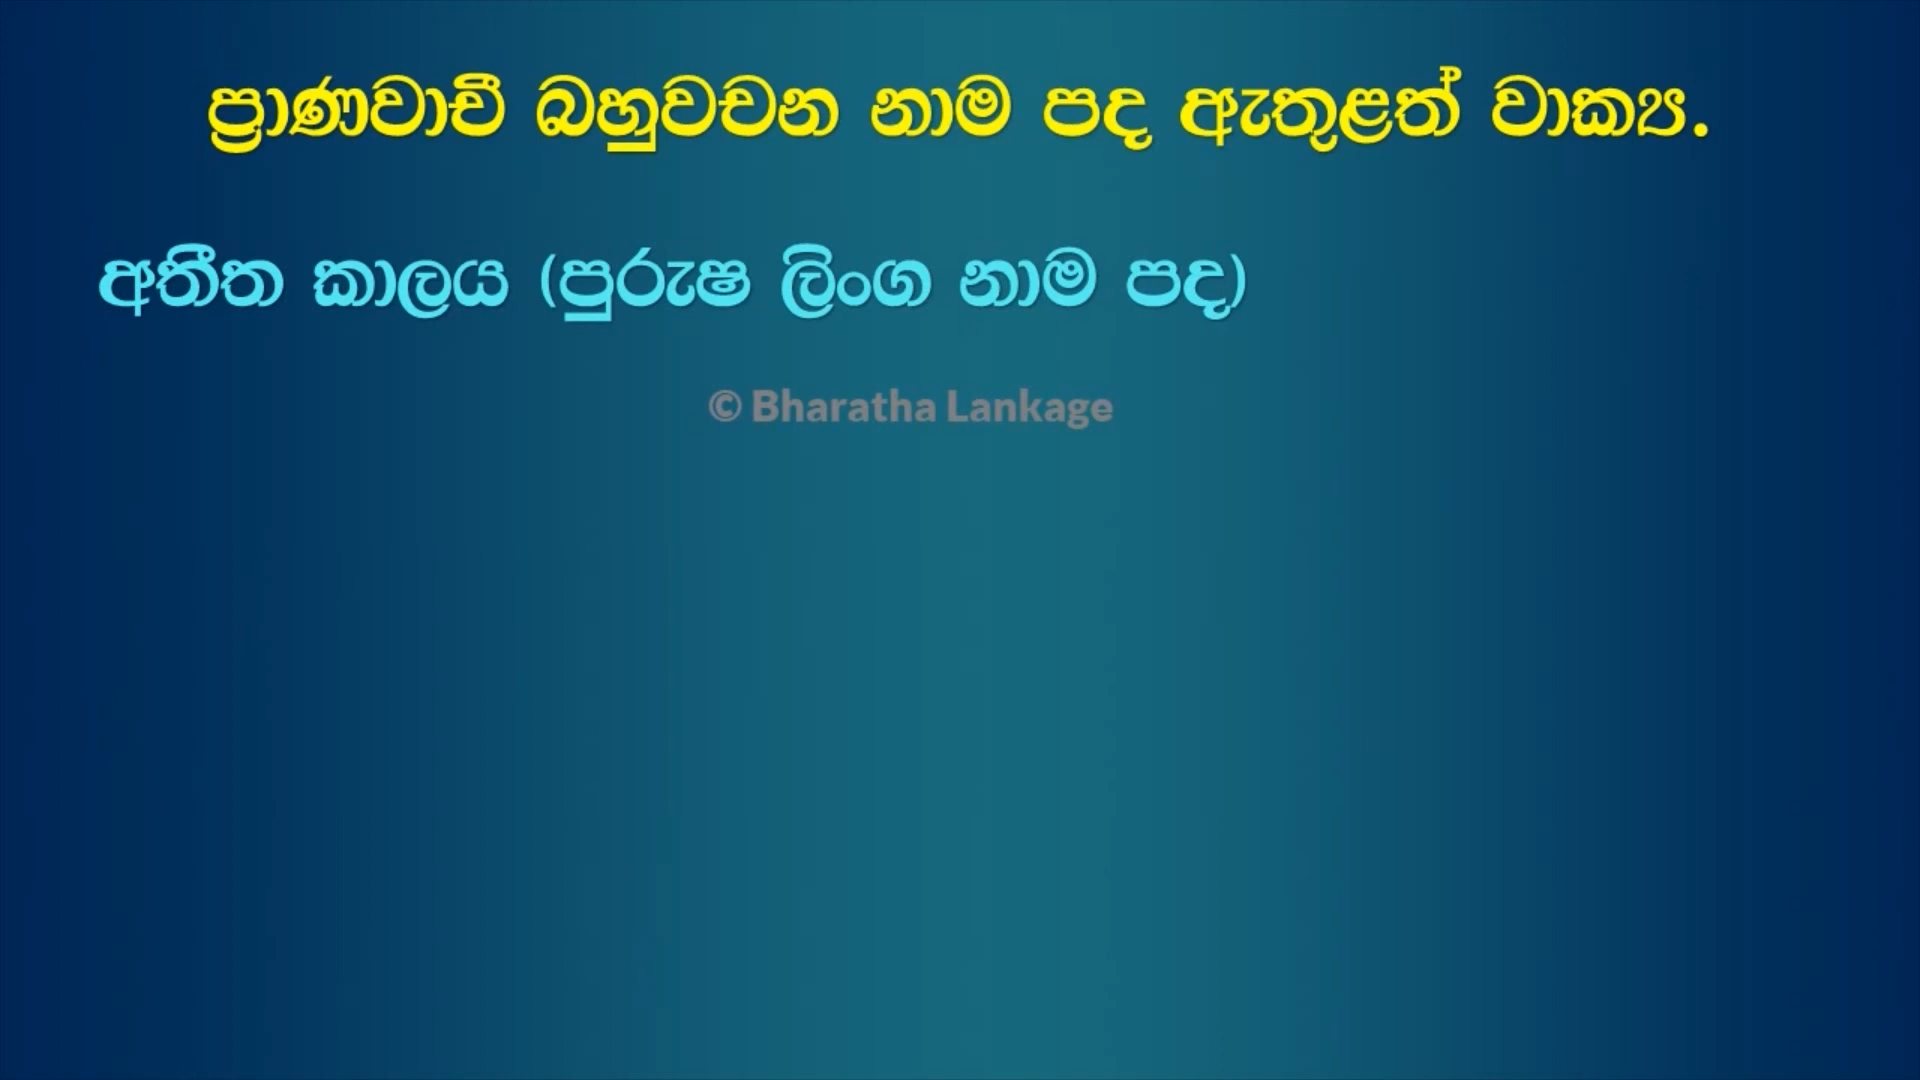 ප්‍රාණවාචී බහුවචන නාම පද ඇතුළත් වාක්‍ය.
අතීත කාලය (පුරුෂ ලිංග නාම පද)
© Bharatha Lankage